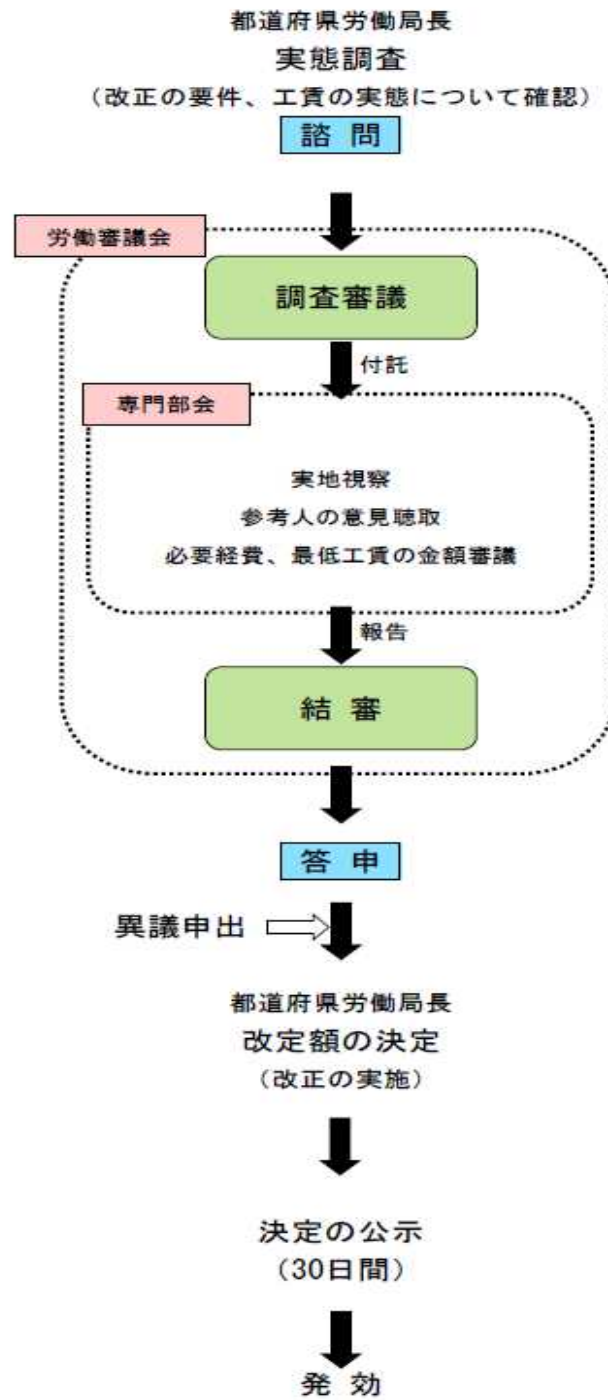 都道府県労働局長
実態調査
（改正の要件、工賃の実態について確認）
諮 問
労働審議会
調査審議
付託
専門部会
実地視察
参考人の意見聴取
必要経費、最低工賃の金額審議
報告
結 審
答 申
異議申出
都道府県労働局長
改定額の決定
（改正の実施）
決定の公示
（30日間）
発 効